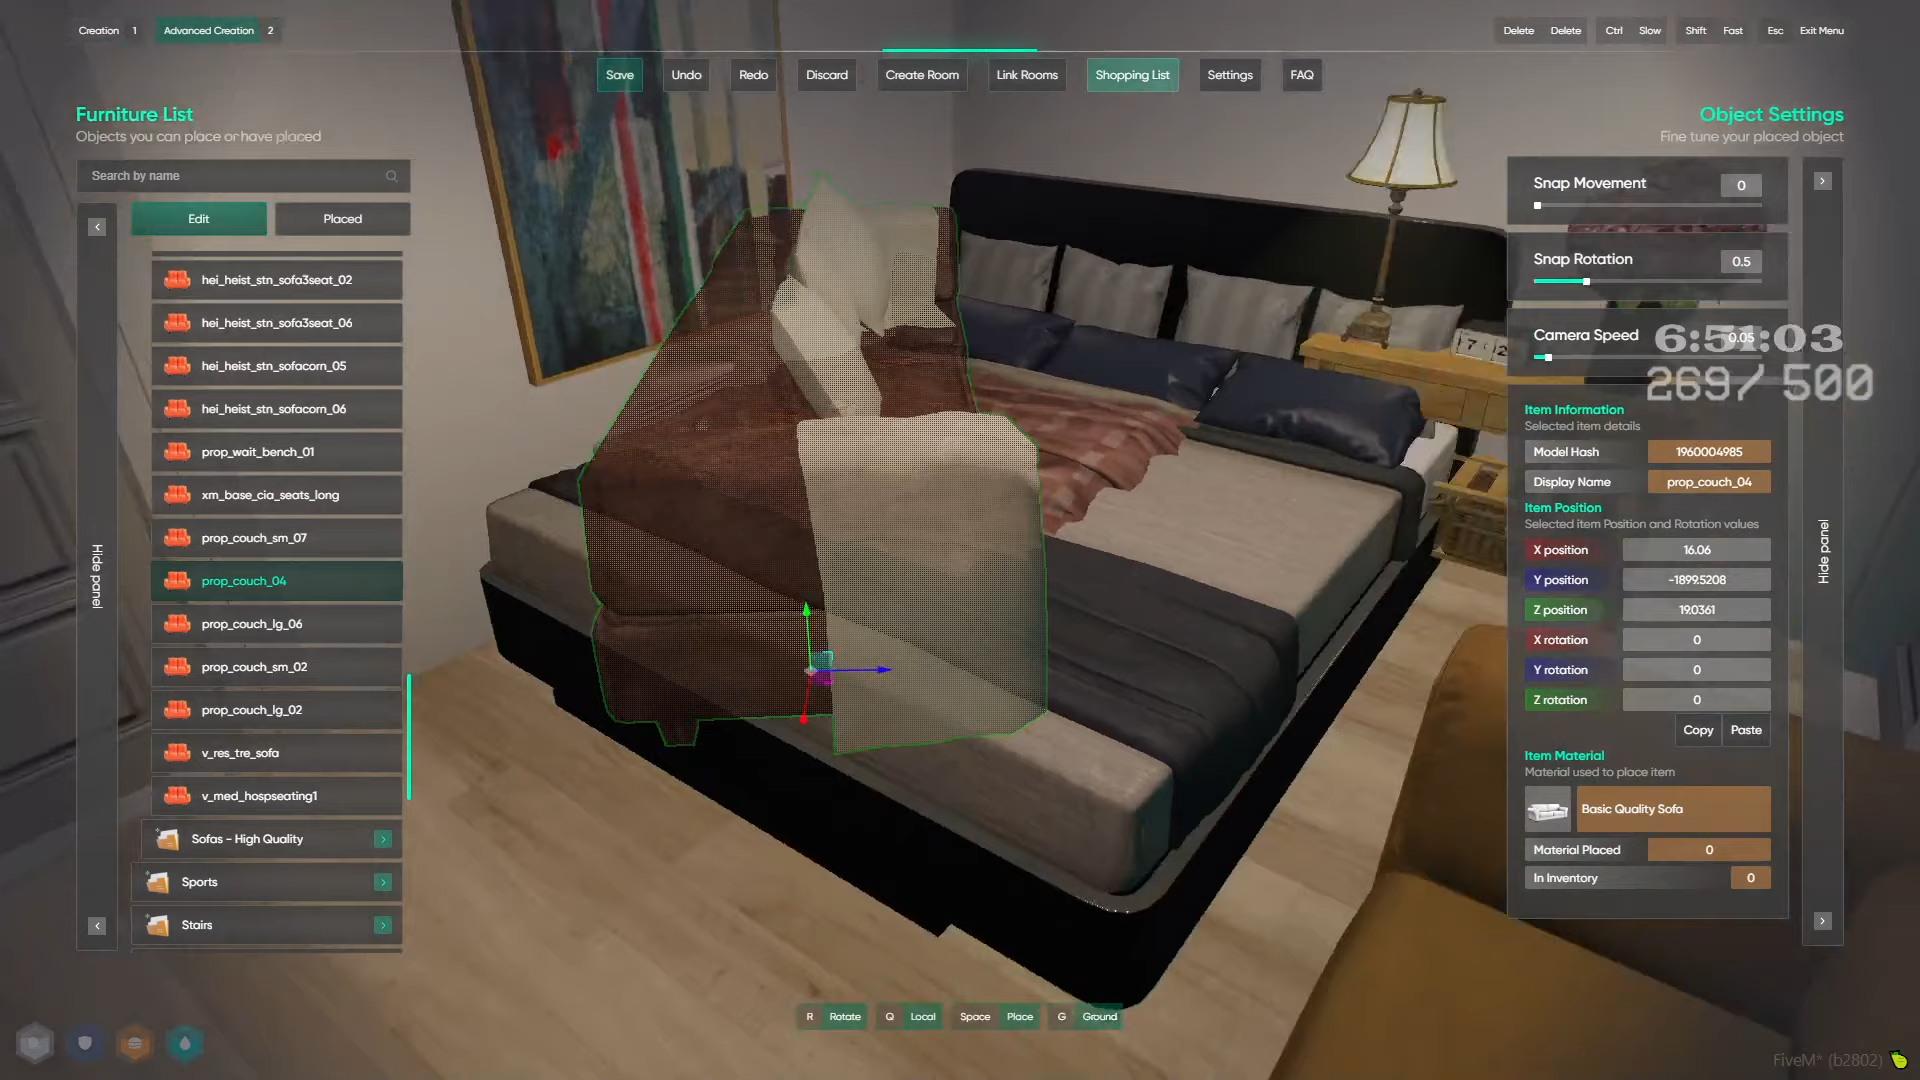 Creation 1 Advanced Creation 2
Delete Delete Ctrl Slow Shift Fast Esc Exit Menu
Save Undo Redo Discard Create Room Link Rooms Shopping List Settings FAQ
Furniture List
Objects you can place or have placed
Search by name
Edit Placed
Hide panel
hei_heist_stn_sofa3seat_02
hei_heist_stn_sofa3seat_06
hei_heist_stn_sofacorn_05
hei_heist_stn_sofacorn_06
prop_wait_bench_01
xm_base_cia_seats_long
prop_couch_sm_07
prop_couch_04
prop_couch_lg_06
prop_couch_sm_02
prop_couch_lg_02
v_res_tre_sofa
v_med_hospseating1
Sofas - High Quality
Sports
Stairs
Object Settings
Fine tune your placed object
Snap Movement 0
Snap Rotation 0.5
Camera Speed 0.05
6:51:03
269/ 500
Item Information
Selected item details
Model Hash 1960004985
Display Name prop_couch_04
Item Position
Selected item Position and Rotation values
X position 16.06
Y position -1899.5208
Z position 19.0361
X rotation 0
Y rotation 0
Z rotation 0
Copy Paste
Item Material
Material used to place item
Basic Quality Sofa
Material Placed 0
In Inventory 0
Hide panel
R Rotate Q Local Space Place G Ground
FiveM* (b2802)